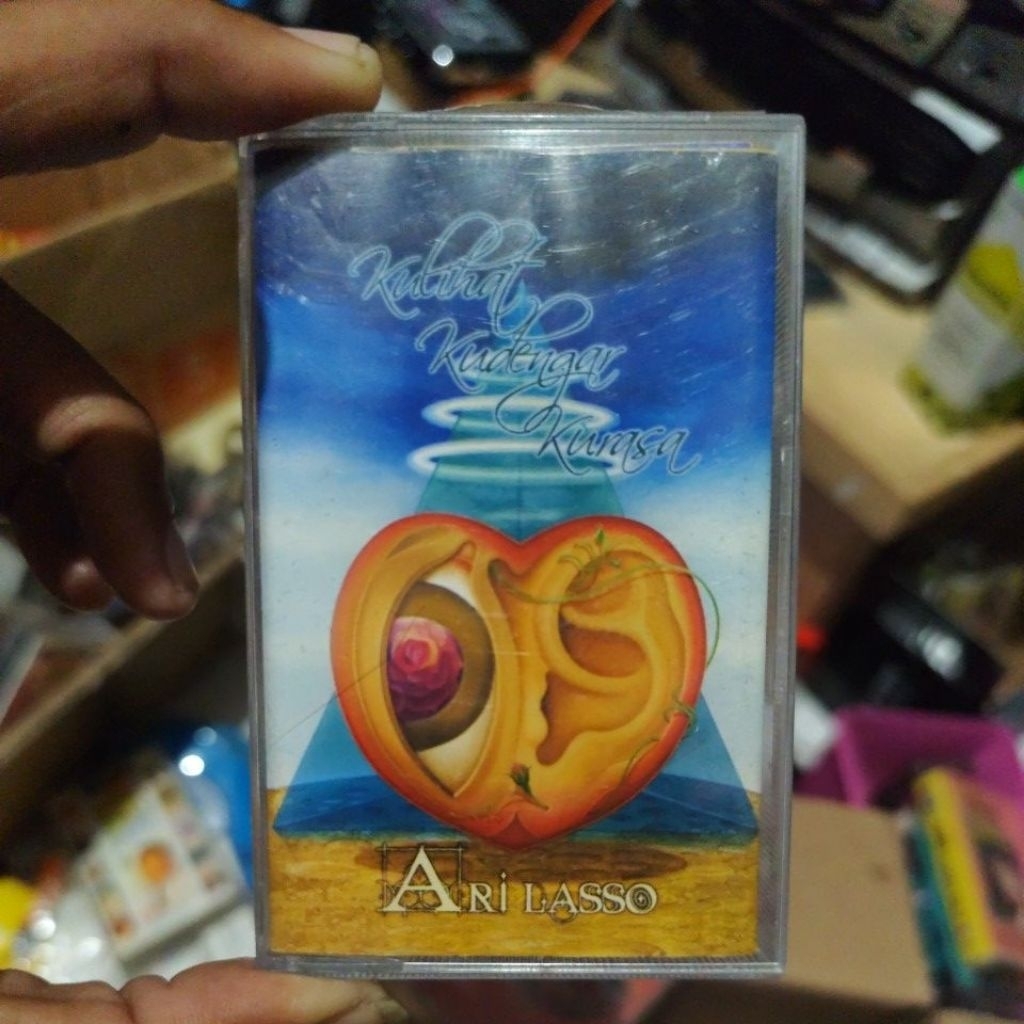 Kulihat
Kudengar
Kurasa
ARi LASSO